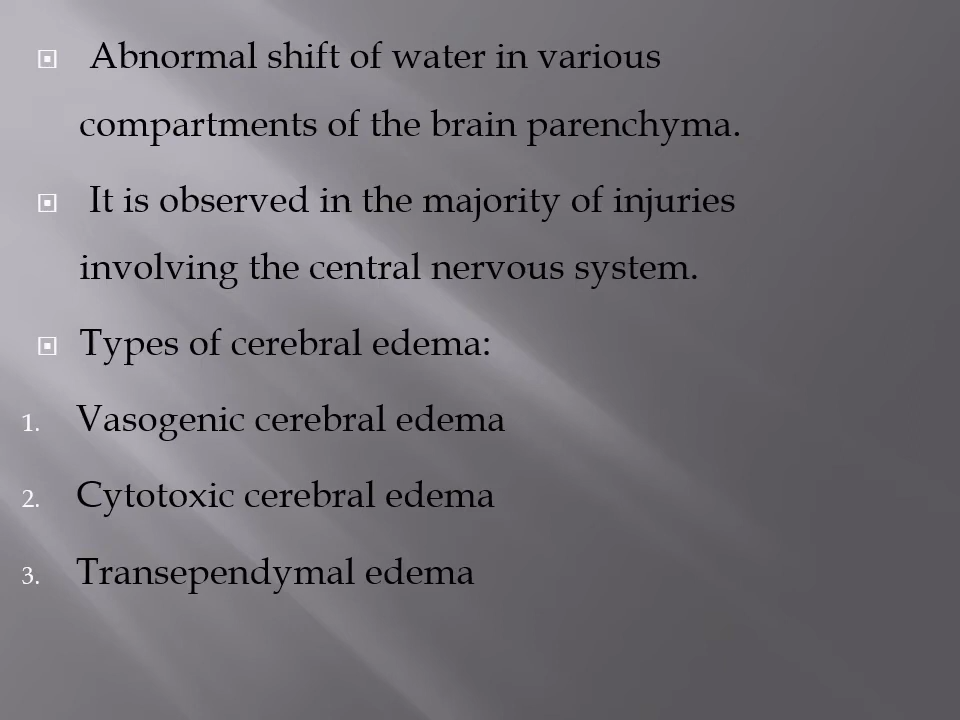 Abnormal shift of water in various
compartments of the brain parenchyma.
It is observed in the majority of injuries
involving the central nervous system.
Types of cerebral edema:
1. Vasogenic cerebral edema
2. Cytotoxic cerebral edema
3. Transependymal edema